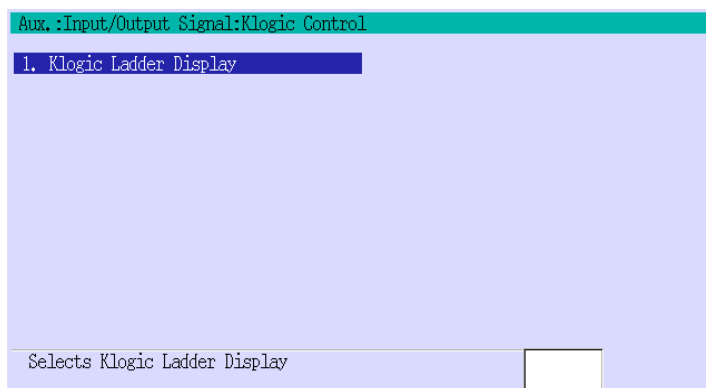 Aux.:Input/Output Signal:Klogic Control
1. Klogic Ladder Display
Selects Klogic Ladder Display